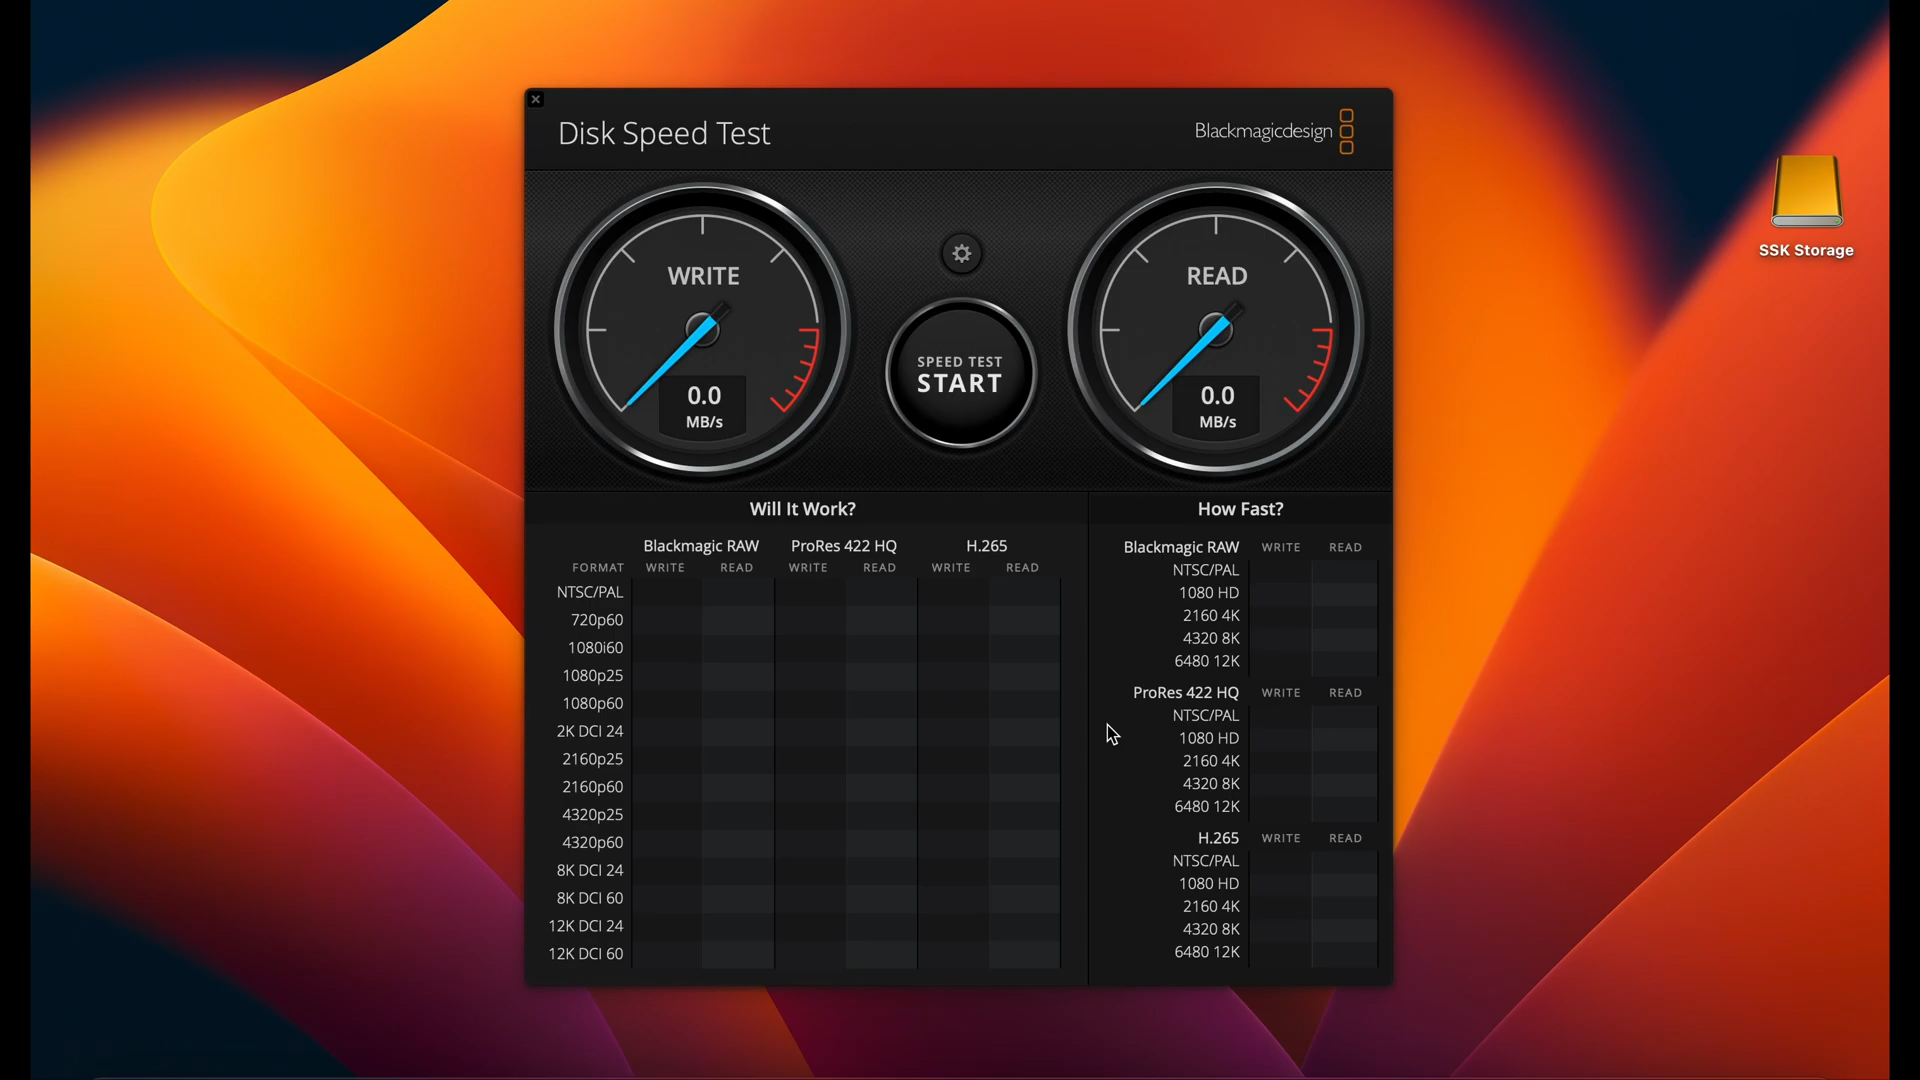 Disk Speed Test
Blackmagicdesign
WRITE
0.0
MB/s
SPEED TEST
START
READ
0.0
MB/s
SSK Storage
Will It Work?
Blackmagic RAW ProRes 422 HQ H.265
FORMAT WRITE READ WRITE READ WRITE READ
NTSC/PAL
720p60
1080i60
1080p25
1080p60
2K DCI 24
2160p25
2160p60
4320p25
4320p60
8K DCI 24
8K DCI 60
12K DCI 24
12K DCI 60
How Fast?
Blackmagic RAW WRITE READ
NTSC/PAL
1080 HD
2160 4K
4320 8K
6480 12K
ProRes 422 HQ WRITE READ
NTSC/PAL
1080 HD
2160 4K
4320 8K
6480 12K
H.265 WRITE READ
NTSC/PAL
1080 HD
2160 4K
4320 8K
6480 12K